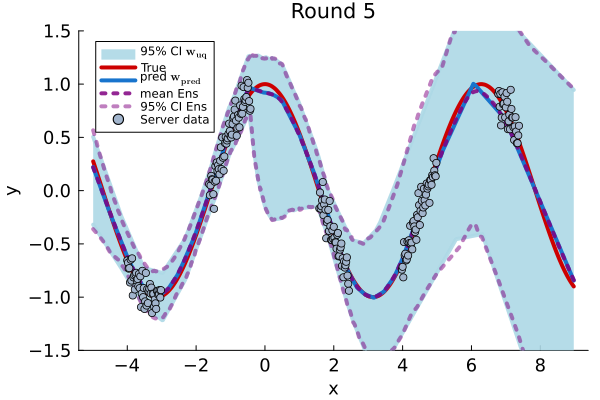 Round 5
95% CI w_uq
True
pred w_pred
mean Ens
95% CI Ens
Server data
y
1.5
1.0
0.5
0.0
−0.5
−1.0
−1.5
−4 −2 0 2 4 6 8
x